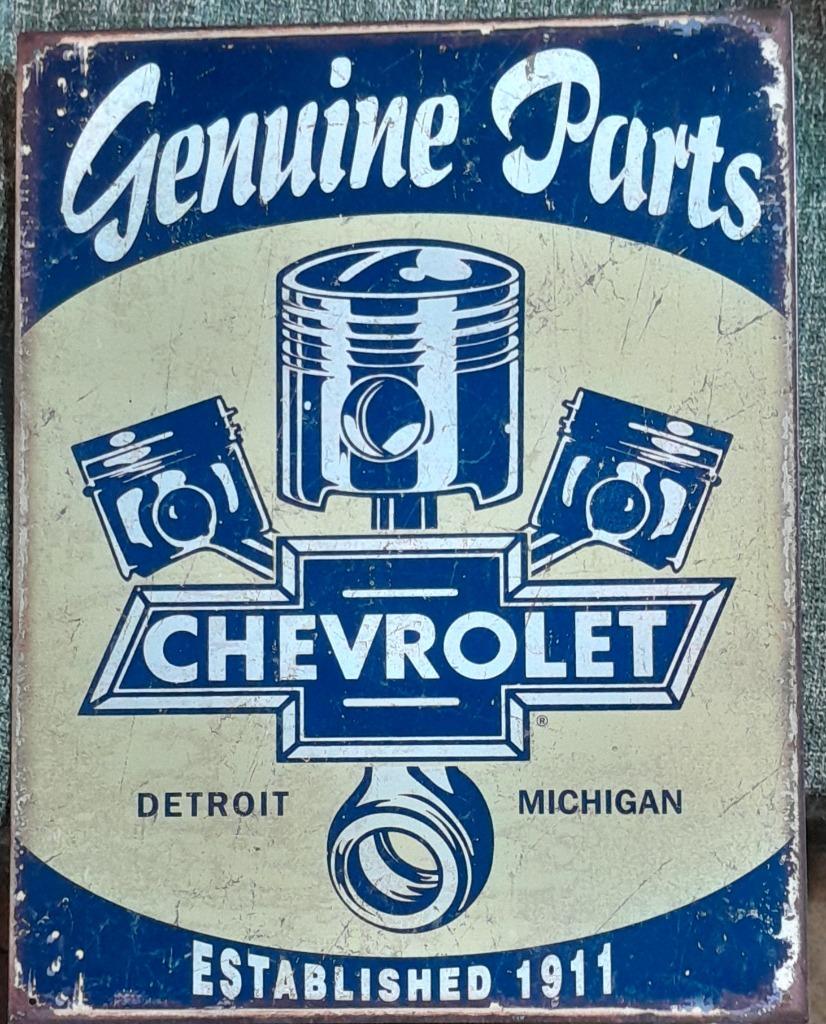 Genuine Parts
CHEVROLET
®
DETROIT MICHIGAN
ESTABLISHED 1911